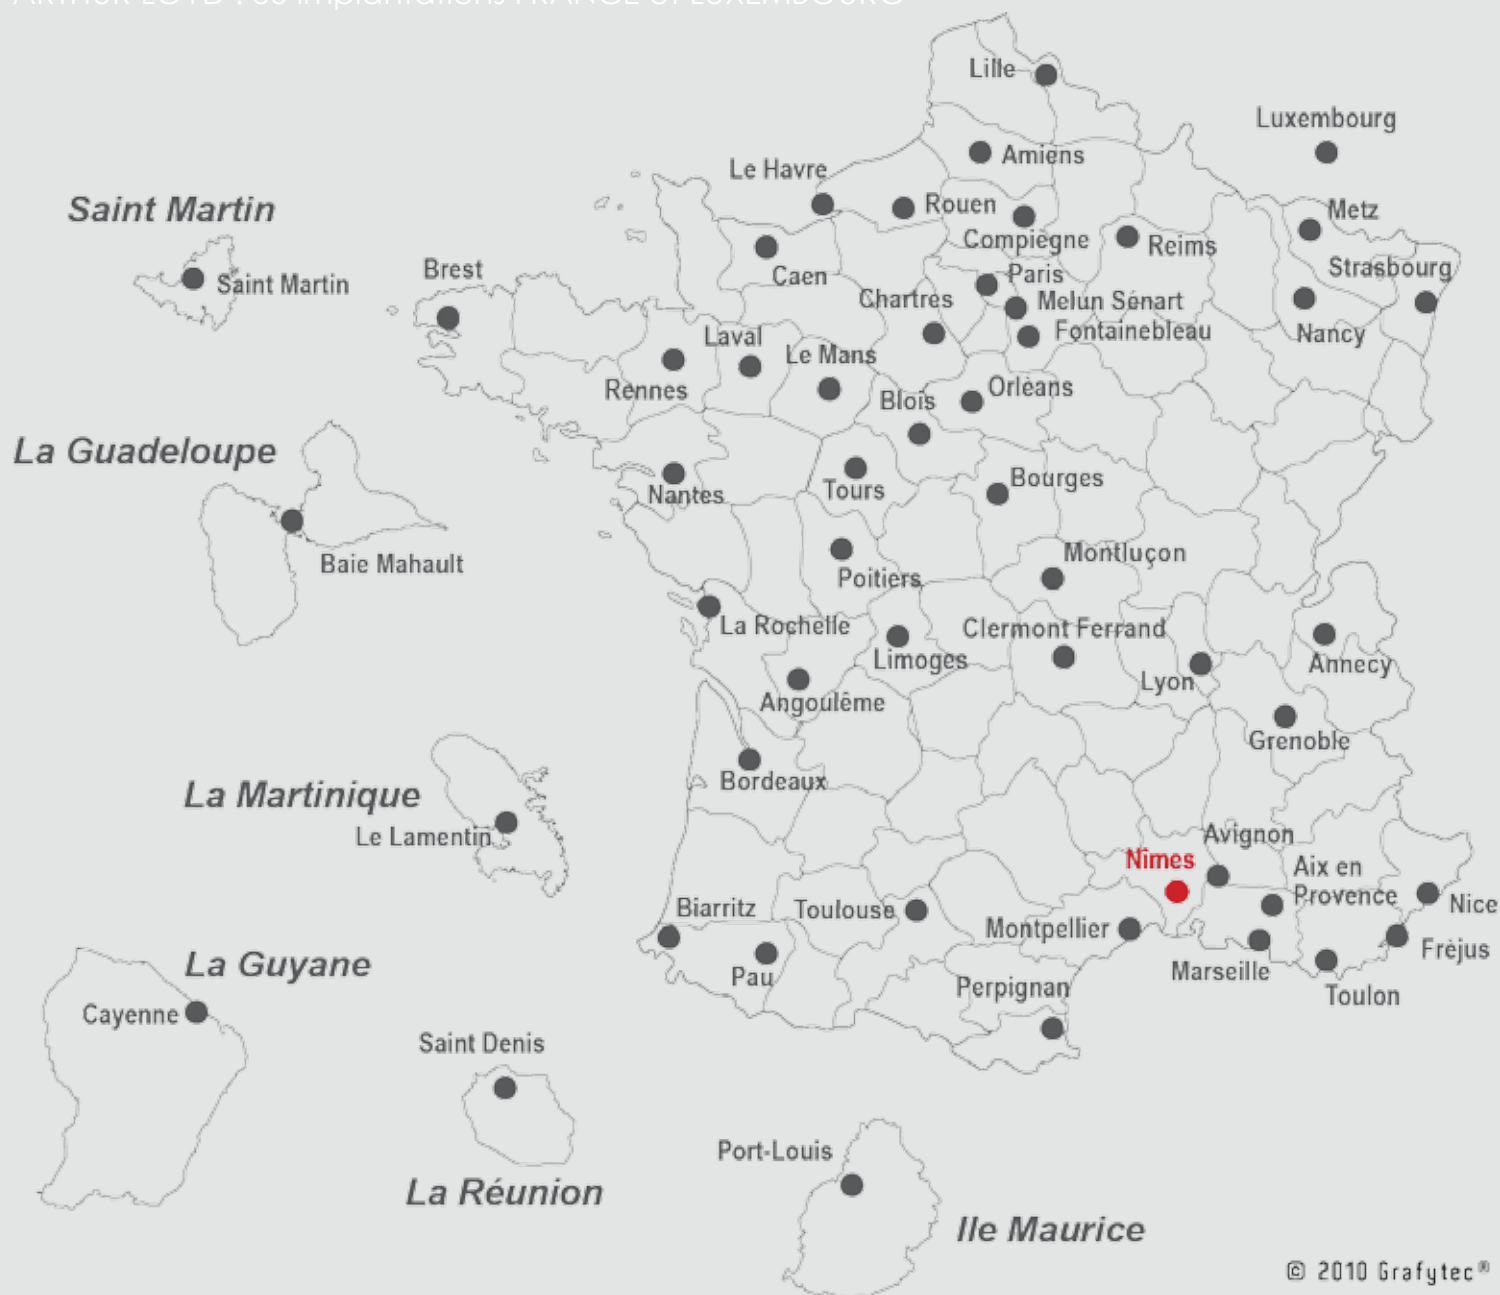 Lille
Luxembourg
Amiens
Le Havre
Rouen
Metz
Saint Martin
Compiègne
Reims
Strasbourg
Caen
Brest
Paris
Saint Martin
Chartres
Melun Sénart
Laval
Fontainebleau
Nancy
Le Mans
Rennes
Orléans
Blois
La Guadeloupe
Bourges
Tours
Nantes
Montluçon
Baie Mahault
Poitiers
La Rochelle
Clermont Ferrand
Limoges
Annecy
Lyon
Angoulême
Grenoble
Bordeaux
La Martinique
Le Lamentin
Avignon
Nîmes
Aix en
Provence
Nice
Biarritz
Toulouse
Montpellier
Fréjus
La Guyane
Pau
Marseille
Perpignan
Toulon
Cayenne
Saint Denis
Port-Louis
La Réunion
Ile Maurice
© 2010 Grafytec®